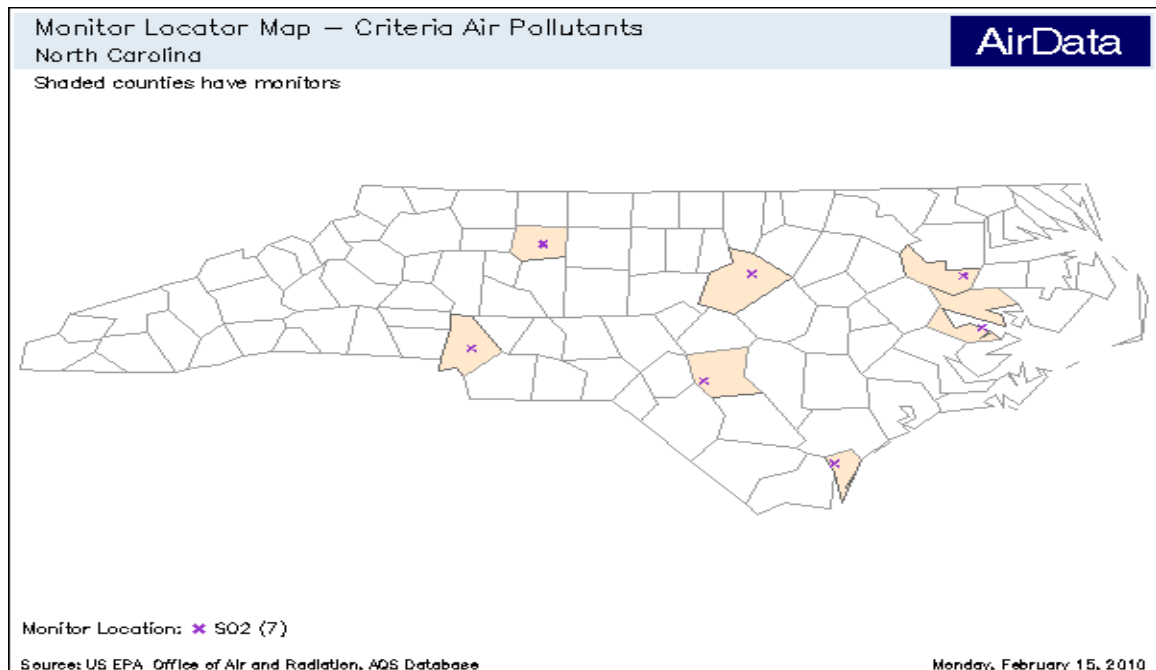 Monitor Locator Map – Criteria Air Pollutants
North Carolina
AirData
Shaded counties have monitors
Monitor Location: × SO2 (7)
Source: US EPA Office of Air and Radiation, AQS Database
Monday, February 15, 2010